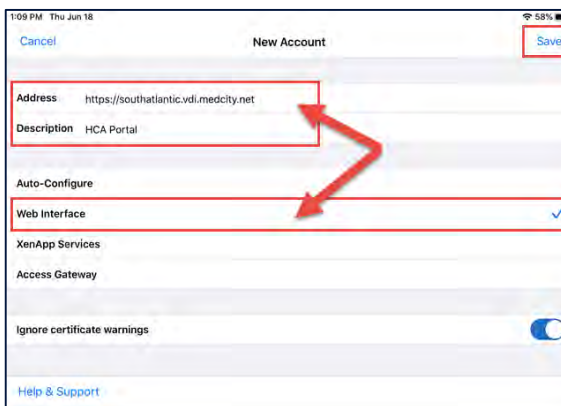 1:09 PM Thu Jun 18 58%
Cancel New Account Save
Address https://southatlantic.vdi.medcity.net
Description HCA Portal
Auto-Configure
Web Interface
XenApp Services
Access Gateway
Ignore certificate warnings
Help & Support